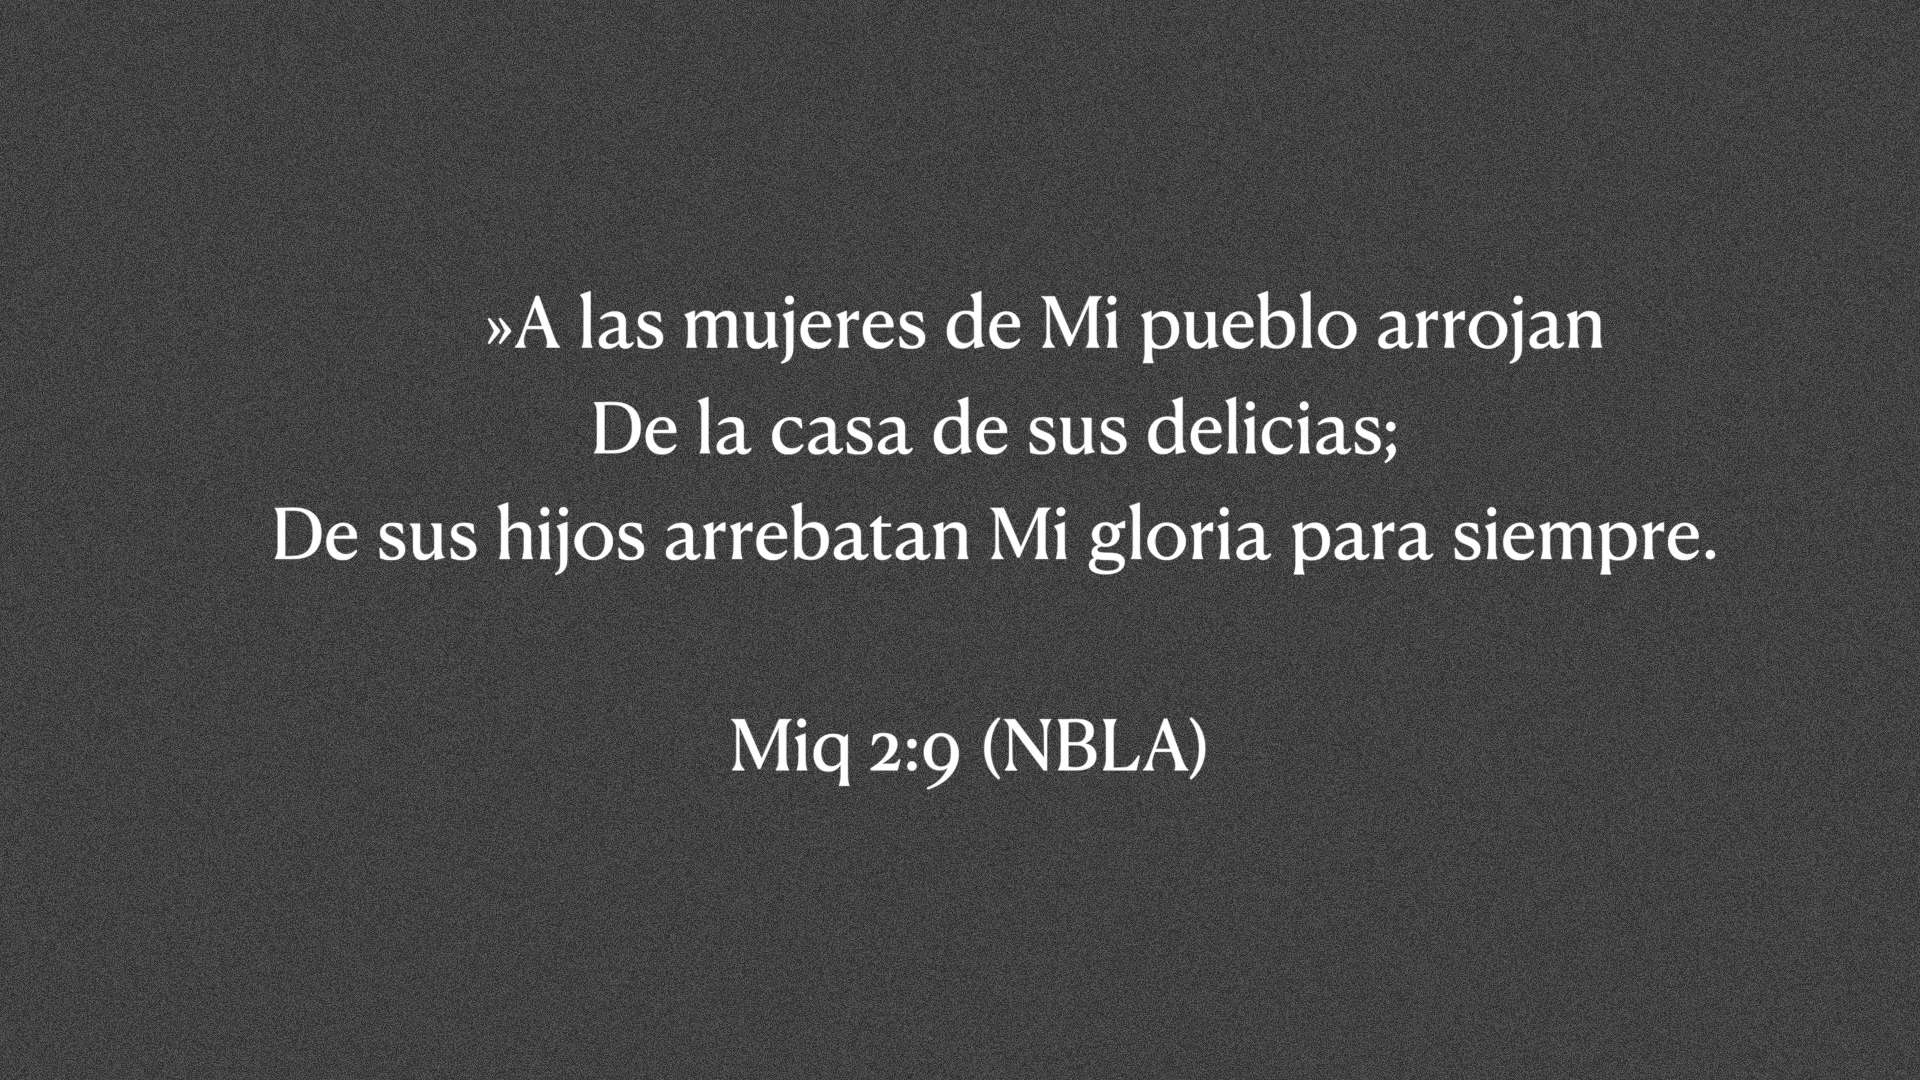 »A las mujeres de Mi pueblo arrojan
De la casa de sus delicias;
De sus hijos arrebatan Mi gloria para siempre.
Miq 2:9 (NBLA)